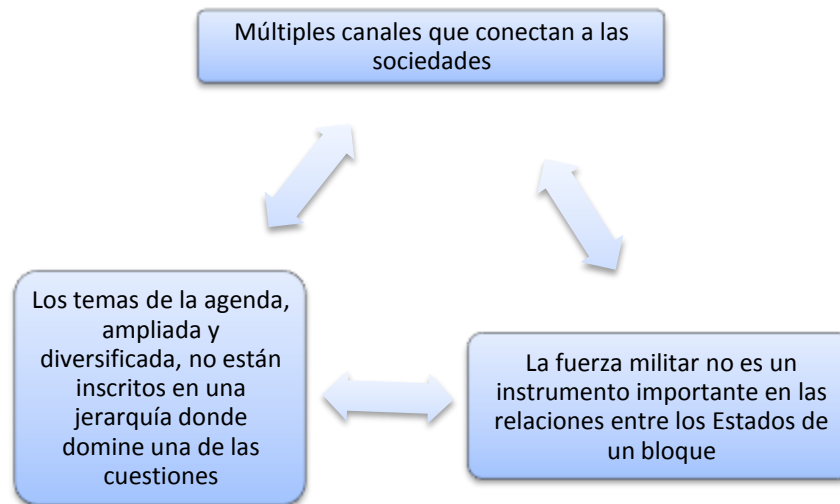 Múltiples canales que conectan a las
sociedades
Los temas de la agenda,
ampliada y
diversificada, no están
inscritos en una
jerarquía donde
domine una de las
cuestiones
La fuerza militar no es un
instrumento importante en las
relaciones entre los Estados de
un bloque